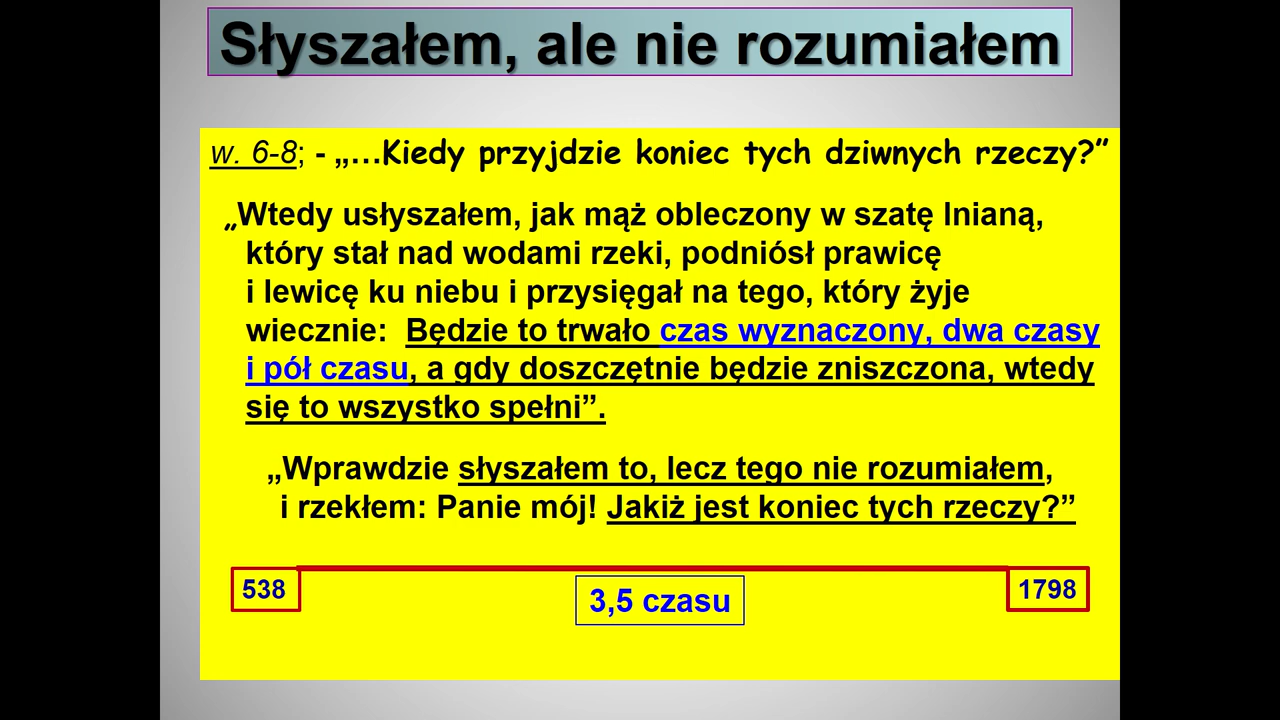 Słyszałem, ale nie rozumiałem
w. 6-8; - „…Kiedy przyjdzie koniec tych dziwnych rzeczy?”
„Wtedy usłyszałem, jak mąż obleczony w szatę lnianą,
który stał nad wodami rzeki, podniósł prawicę
i lewicę ku niebu i przysięgał na tego, który żyje
wiecznie: Będzie to trwało czas wyznaczony, dwa czasy
i pół czasu, a gdy doszczętnie będzie zniszczona, wtedy
się to wszystko spełni”.
„Wprawdzie słyszałem to, lecz tego nie rozumiałem,
i rzekłem: Panie mój! Jakiż jest koniec tych rzeczy?”
538
3,5 czasu
1798